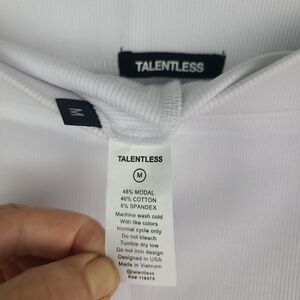 TALENTLESS
M
TALENTLESS
M
48% MODAL
46% COTTON
6% SPANDEX
Machine wash cold
With like colors
Normal cycle only
Do not bleach
Tumble dry low
Do not iron design
Designed in USA
Made in Vietnam
@talentless